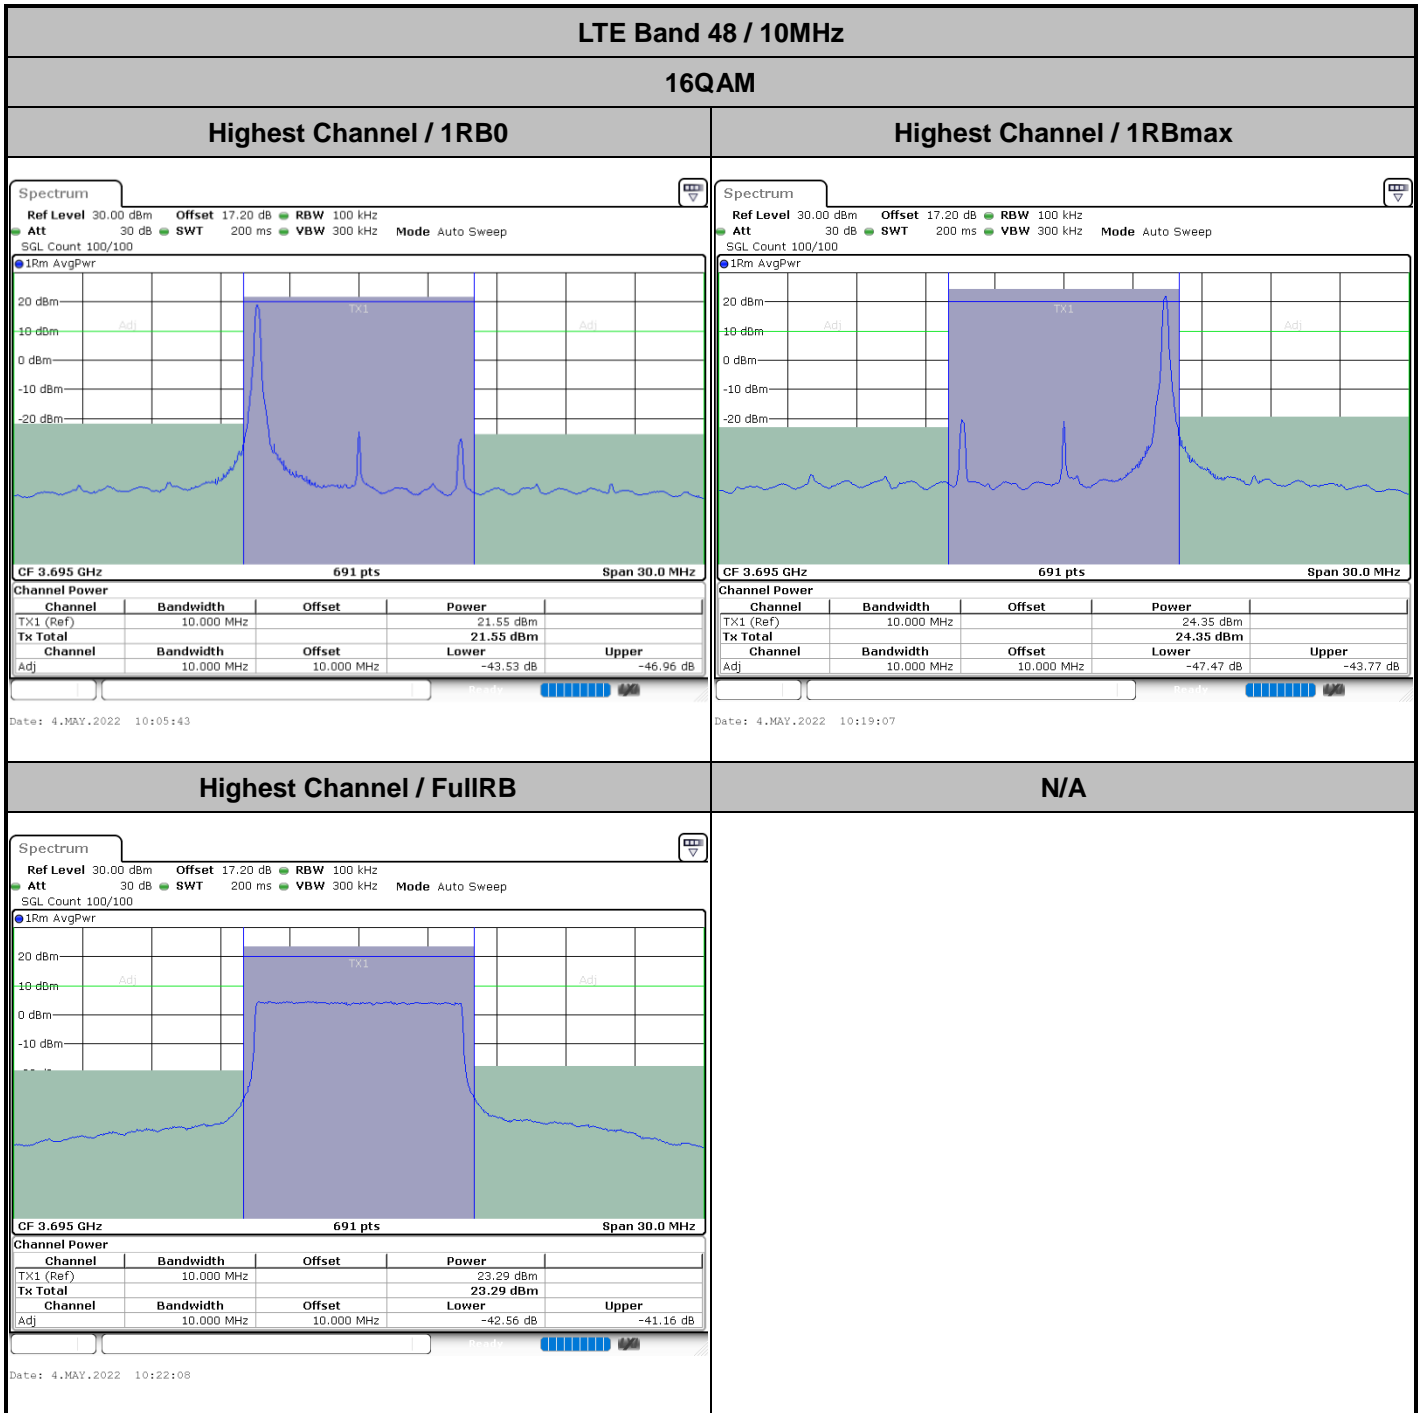 LTE Band 48 / 10MHz
16QAM
Highest Channel / 1RB0
Highest Channel / 1RBmax
Spectrum
Ref Level 30.00 dBm Offset 17.20 dB RBW 100 kHz
Att 30 dB SWT 200 ms VBW 300 kHz Mode Auto Sweep
SGL Count 100/100
1Rm AvgPwr
20 dBm
TX1
10 dBm
Adj
Adj
0 dBm
-10 dBm
-20 dBm
CF 3.695 GHz 691 pts Span 30.0 MHz
Channel Power
Channel Bandwidth Offset Power
TX1 (Ref) 10.000 MHz 21.55 dBm
Tx Total 21.55 dBm
Channel Bandwidth Offset Lower Upper
Adj 10.000 MHz 10.000 MHz -43.53 dB -46.96 dB
Ready
Date: 4.MAY.2022 10:05:43
Spectrum
Ref Level 30.00 dBm Offset 17.20 dB RBW 100 kHz
Att 30 dB SWT 200 ms VBW 300 kHz Mode Auto Sweep
SGL Count 100/100
1Rm AvgPwr
20 dBm
TX1
10 dBm
Adj
Adj
0 dBm
-10 dBm
-20 dBm
CF 3.695 GHz 691 pts Span 30.0 MHz
Channel Power
Channel Bandwidth Offset Power
TX1 (Ref) 10.000 MHz 24.35 dBm
Tx Total 24.35 dBm
Channel Bandwidth Offset Lower Upper
Adj 10.000 MHz 10.000 MHz -47.47 dB -43.77 dB
Ready
Date: 4.MAY.2022 10:19:07
Highest Channel / FullRB
N/A
Spectrum
Ref Level 30.00 dBm Offset 17.20 dB RBW 100 kHz
Att 30 dB SWT 200 ms VBW 300 kHz Mode Auto Sweep
SGL Count 100/100
1Rm AvgPwr
20 dBm
TX1
10 dBm
Adj
Adj
0 dBm
-10 dBm
CF 3.695 GHz 691 pts Span 30.0 MHz
Channel Power
Channel Bandwidth Offset Power
TX1 (Ref) 10.000 MHz 23.29 dBm
Tx Total 23.29 dBm
Channel Bandwidth Offset Lower Upper
Adj 10.000 MHz 10.000 MHz -42.56 dB -41.16 dB
Ready
Date: 4.MAY.2022 10:22:08